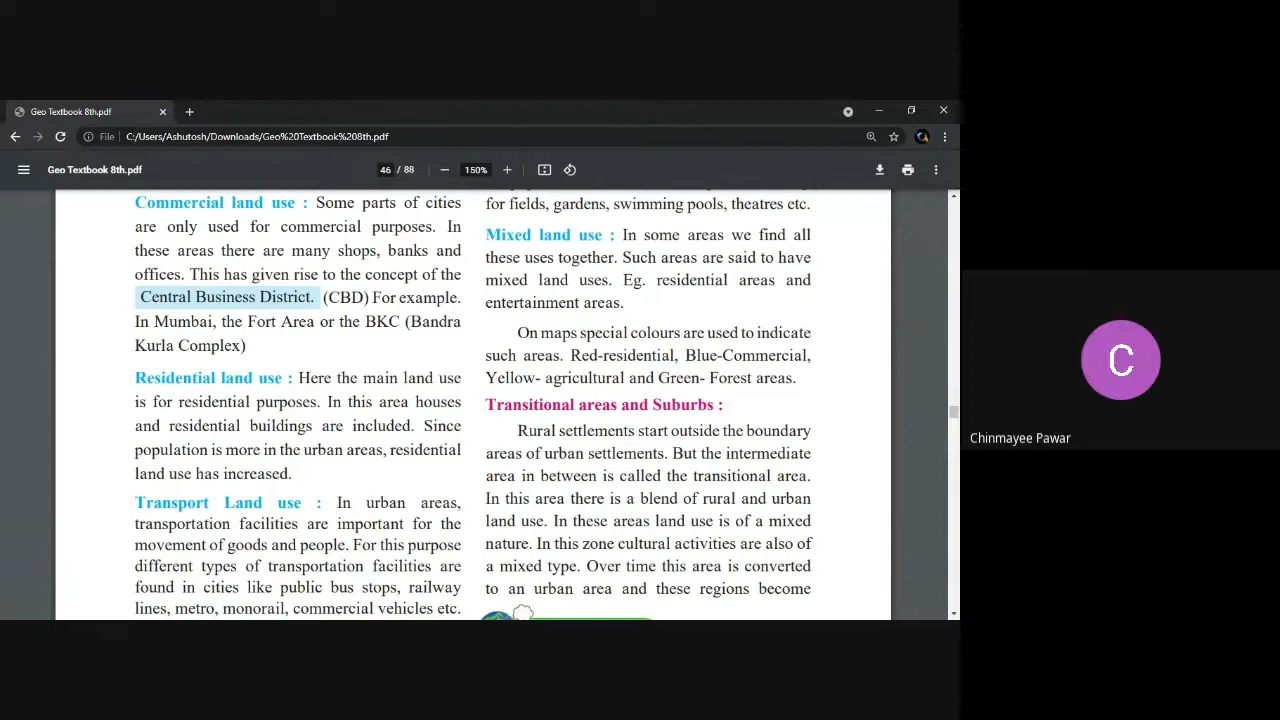 Geo Textbook 8th.pdf
File
C:/Users/Ashutosh/Downloads/Geo%20Textbook%208th.pdf
Geo Textbook 8th.pdf
46 / 88
150%
Commercial land use : Some parts of cities
are only used for commercial purposes. In
these areas there are many shops, banks and
offices. This has given rise to the concept of the
Central Business District. (CBD) For example.
In Mumbai, the Fort Area or the BKC (Bandra
Kurla Complex)
Residential land use : Here the main land use
is for residential purposes. In this area houses
and residential buildings are included. Since
population is more in the urban areas, residential
land use has increased.
Transport Land use : In urban areas,
transportation facilities are important for the
movement of goods and people. For this purpose
different types of transportation facilities are
found in cities like public bus stops, railway
lines, metro, monorail, commercial vehicles etc.
for fields, gardens, swimming pools, theatres etc.
Mixed land use : In some areas we find all
these uses together. Such areas are said to have
mixed land uses. Eg. residential areas and
entertainment areas.
On maps special colours are used to indicate
such areas. Red-residential, Blue-Commercial,
Yellow- agricultural and Green- Forest areas.
Transitional areas and Suburbs :
Rural settlements start outside the boundary
areas of urban settlements. But the intermediate
area in between is called the transitional area.
In this area there is a blend of rural and urban
land use. In these areas land use is of a mixed
nature. In this zone cultural activities are also of
a mixed type. Over time this area is converted
to an urban area and these regions become
C
Chinmayee Pawar